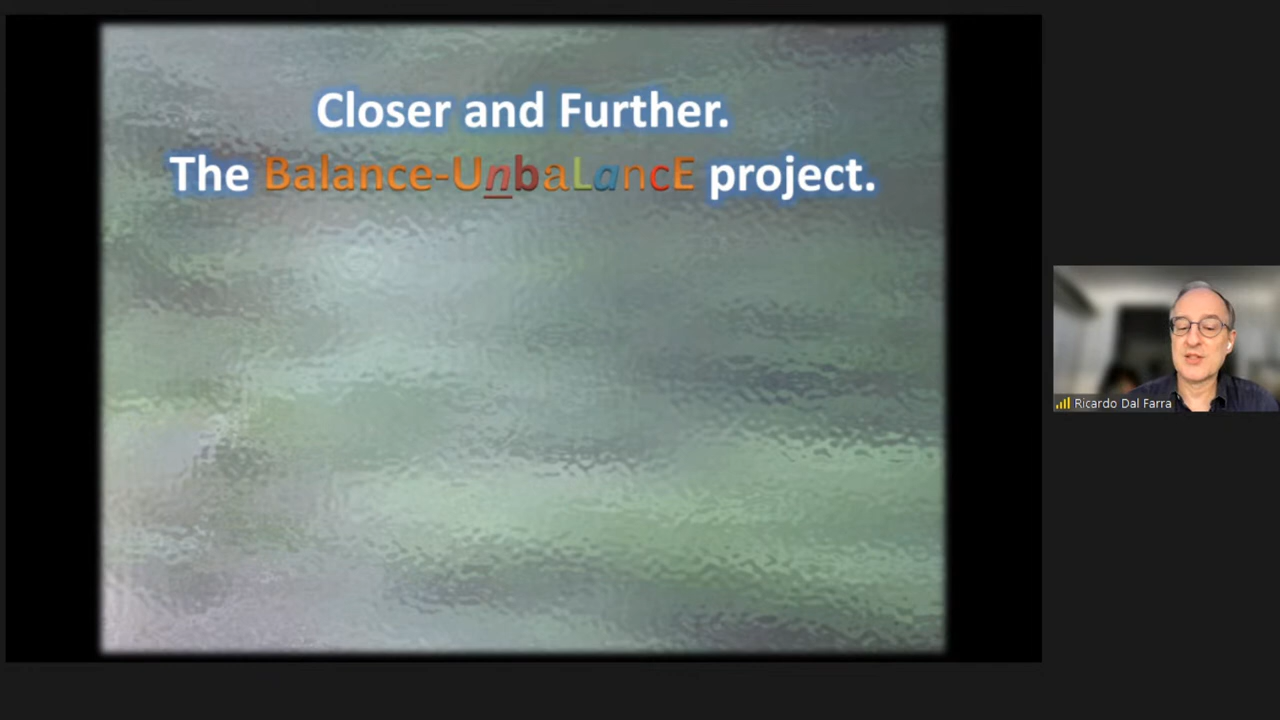 Closer and Further.
The Balance-UnbaLancE project.
Ricardo Dal Farra